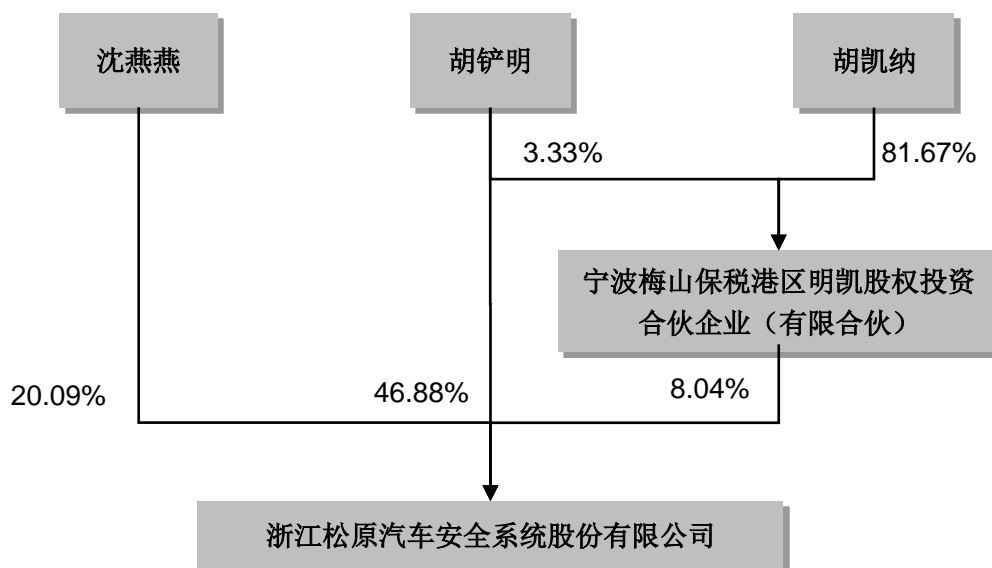 沈燕燕
胡铲明
胡凯纳
3.33%
81.67%
宁波梅山保税港区明凯股权投资
合伙企业（有限合伙）
20.09%
46.88%
8.04%
浙江松原汽车安全系统股份有限公司